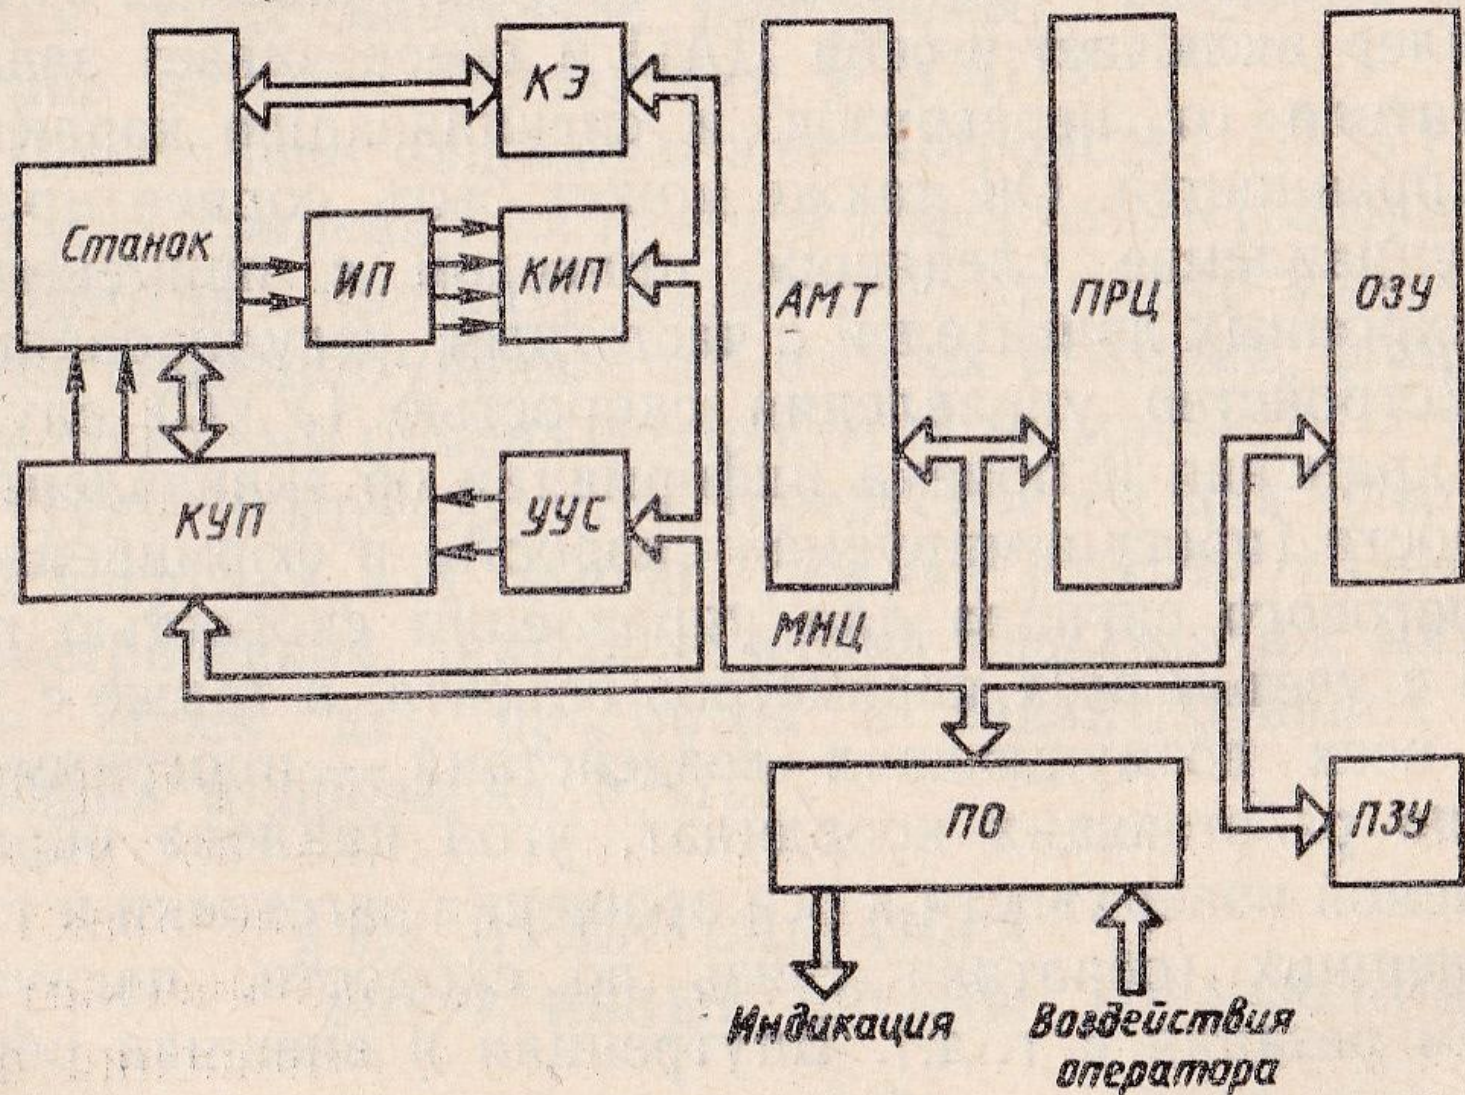 КЭ
Станок
ИП
КИП
АМТ
ПРЦ
ОЗУ
КУП
УУС
МНЦ
ПО
ПЗУ
Индикация
Воздействия
оператора